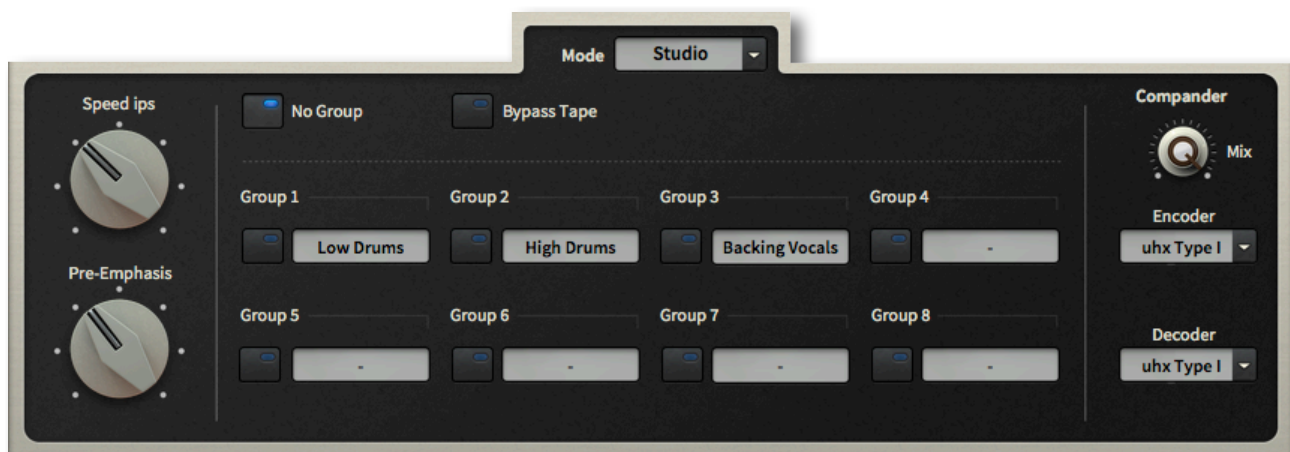 Mode Studio
Speed ips
No Group Bypass Tape
Compander
Mix
Group 1 Group 2 Group 3 Group 4
Low Drums High Drums Backing Vocals -
Encoder
uhx Type I
Pre-Emphasis
Group 5 Group 6 Group 7 Group 8
- - - -
Decoder
uhx Type I